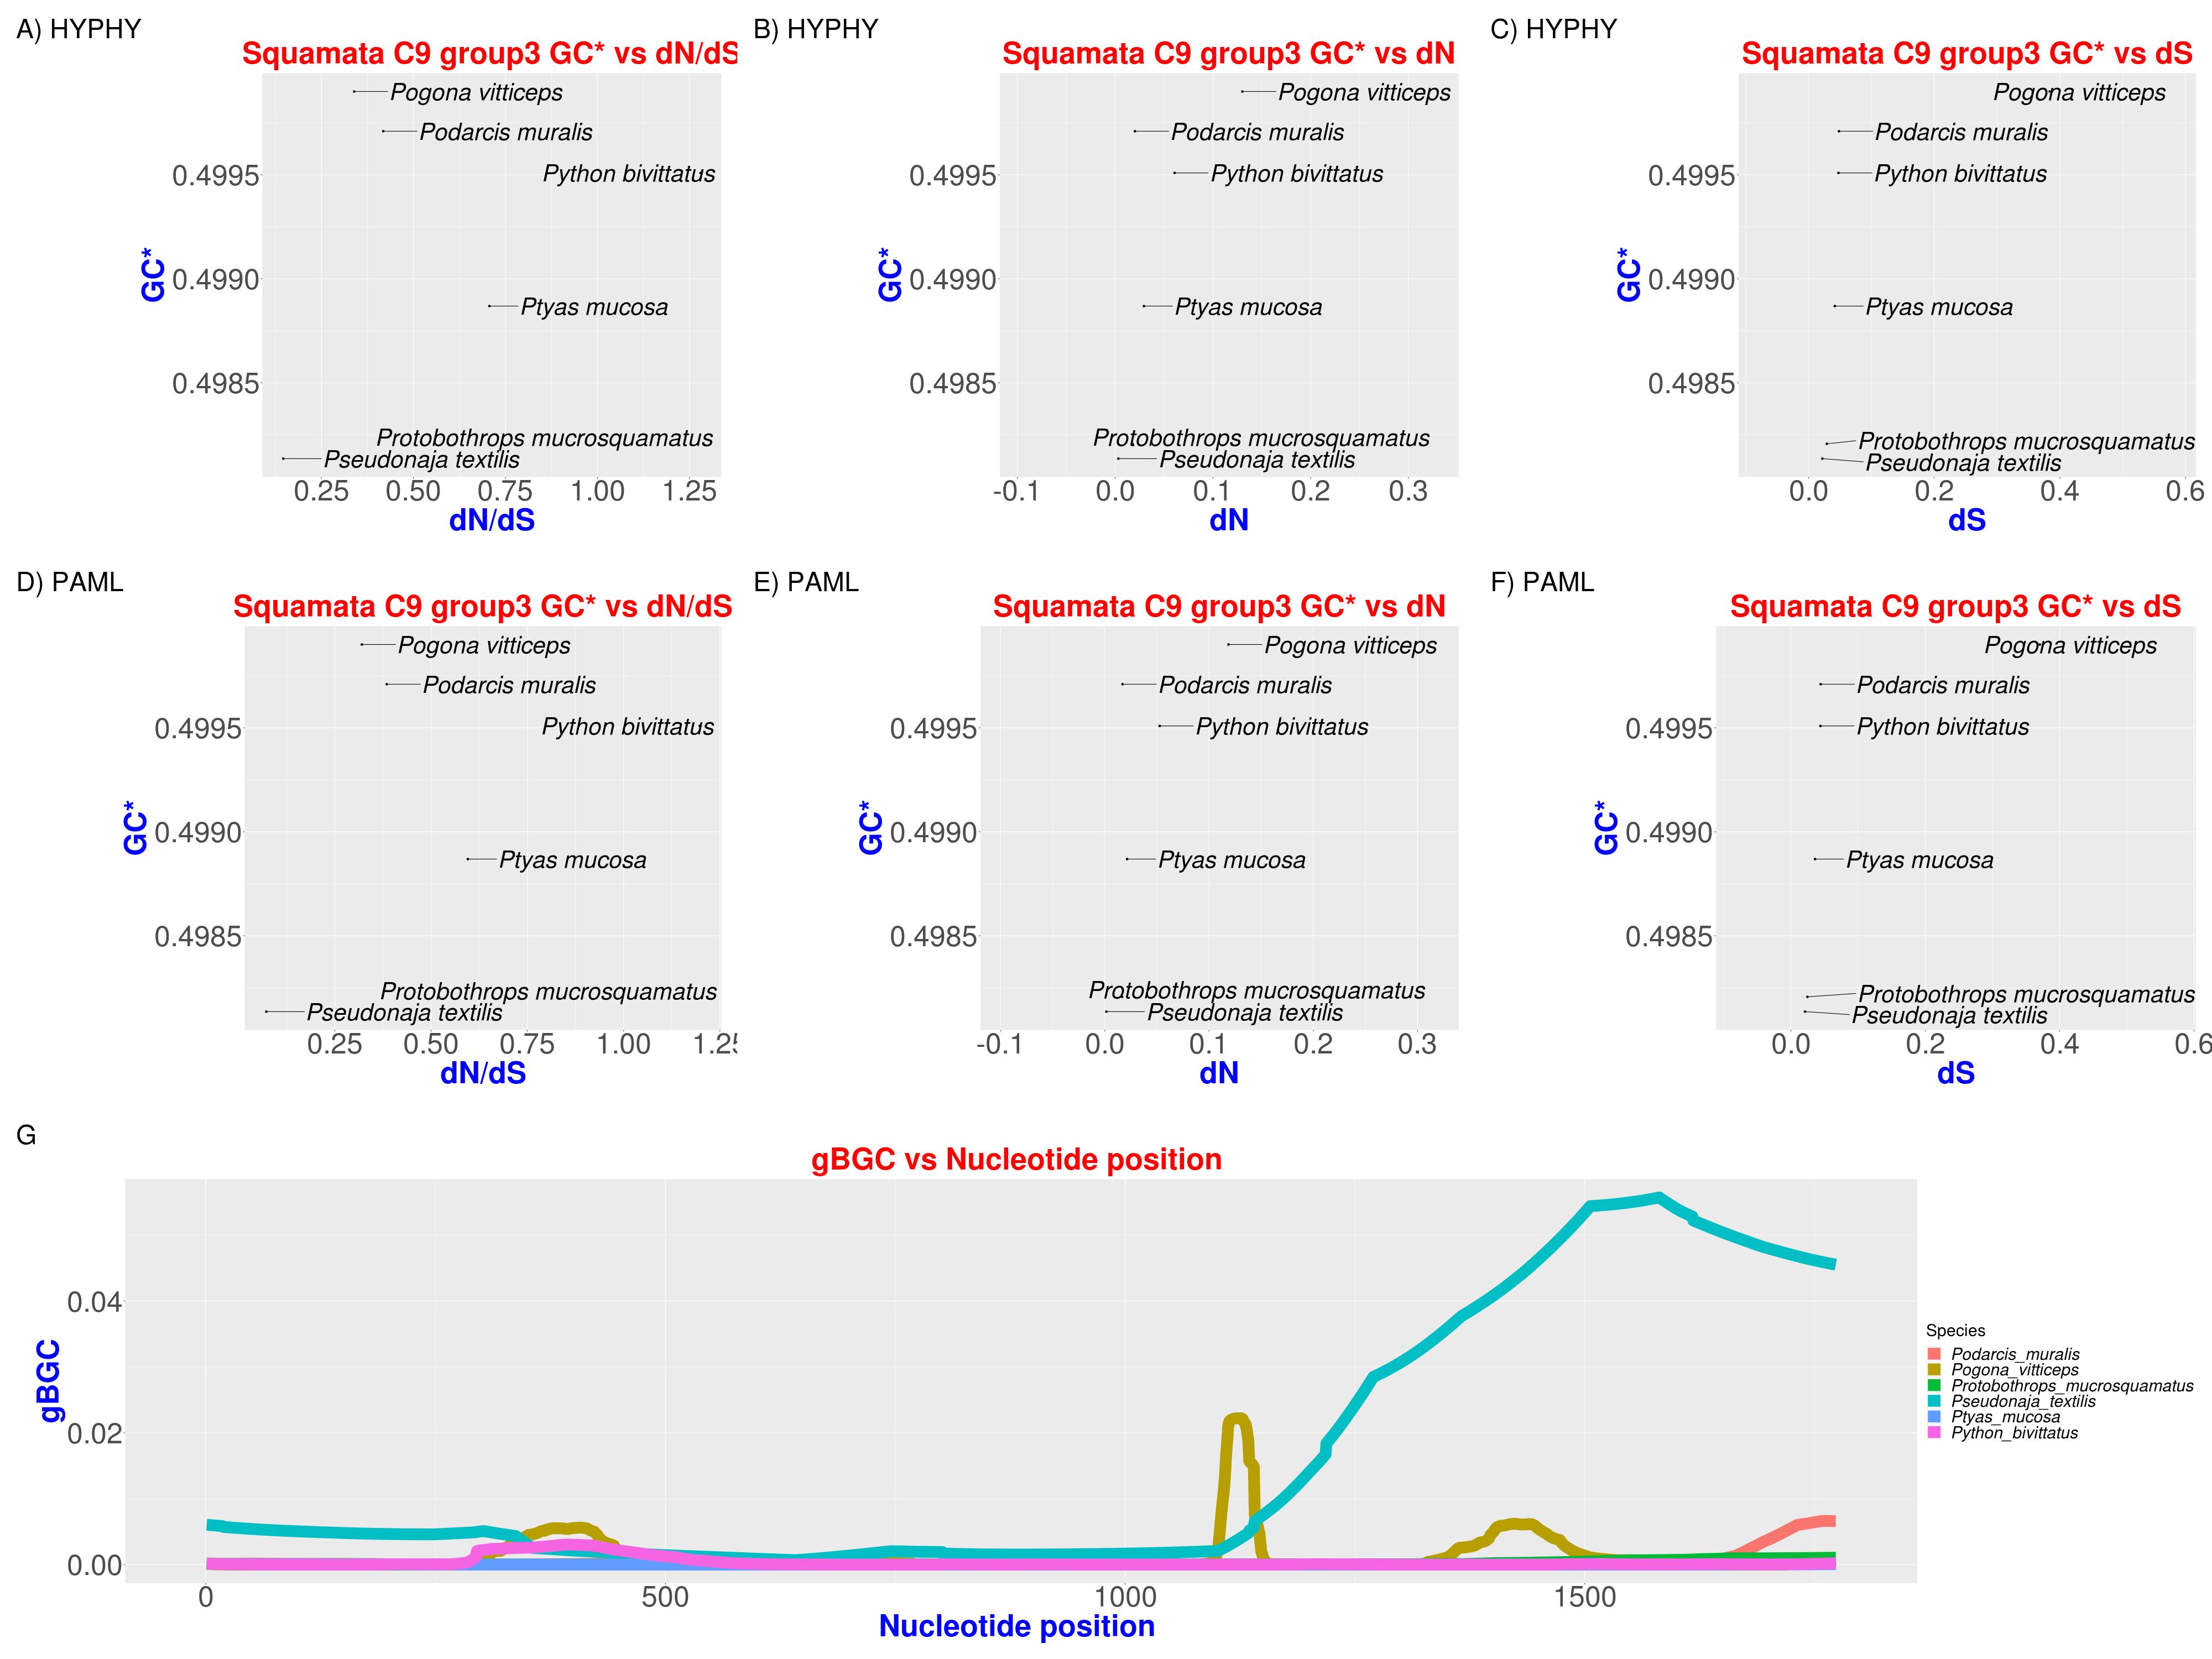 A) HYPHY
Squamata C9 group3 GC* vs dN/dS
Pogona vitticeps
Podarcis muralis
Python bivittatus
Ptyas mucosa
Protobothrops mucrosquamatus
Pseudonaja textilis
0.4995
0.4990
0.4985
GC*
0.25 0.50 0.75 1.00 1.25
dN/dS
B) HYPHY
Squamata C9 group3 GC* vs dN
Pogona vitticeps
Podarcis muralis
Python bivittatus
Ptyas mucosa
Protobothrops mucrosquamatus
Pseudonaja textilis
0.4995
0.4990
0.4985
GC*
-0.1 0.0 0.1 0.2 0.3
dN
C) HYPHY
Squamata C9 group3 GC* vs dS
Pogona vitticeps
Podarcis muralis
Python bivittatus
Ptyas mucosa
Protobothrops mucrosquamatus
Pseudonaja textilis
0.4995
0.4990
0.4985
GC*
0.0 0.2 0.4 0.6
dS
D) PAML
Squamata C9 group3 GC* vs dN/dS
Pogona vitticeps
Podarcis muralis
Python bivittatus
Ptyas mucosa
Protobothrops mucrosquamatus
Pseudonaja textilis
0.4995
0.4990
0.4985
GC*
0.25 0.50 0.75 1.00 1.25
dN/dS
E) PAML
Squamata C9 group3 GC* vs dN
Pogona vitticeps
Podarcis muralis
Python bivittatus
Ptyas mucosa
Protobothrops mucrosquamatus
Pseudonaja textilis
0.4995
0.4990
0.4985
GC*
-0.1 0.0 0.1 0.2 0.3
dN
F) PAML
Squamata C9 group3 GC* vs dS
Pogona vitticeps
Podarcis muralis
Python bivittatus
Ptyas mucosa
Protobothrops mucrosquamatus
Pseudonaja textilis
0.4995
0.4990
0.4985
GC*
0.0 0.2 0.4 0.6
dS
G
gBGC vs Nucleotide position
0.04
0.02
0.00
gBGC
0 500 1000 1500
Nucleotide position
Species
Podarcis_muralis
Pogona_vitticeps
Protobothrops_mucrosquamatus
Pseudonaja_textilis
Ptyas_mucosa
Python_bivittatus